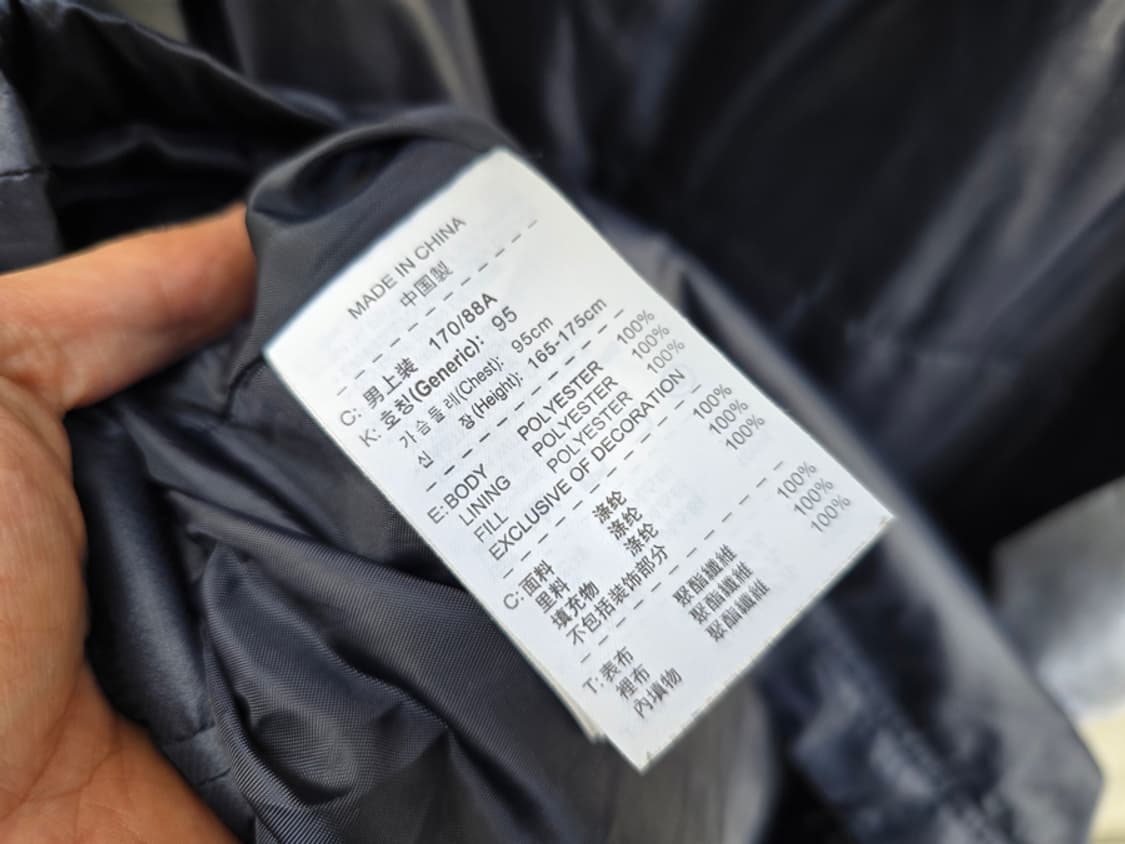 MADE IN CHINA
中国製
C: 男上装 170/88A
K: 호칭(Generic): 95
가슴둘레(Chest): 95cm
신 장(Height): 165-175cm
E:BODY POLYESTER 100%
LINING POLYESTER 100%
FILL POLYESTER 100%
EXCLUSIVE OF DECORATION
C:面料 涤纶 100%
里料 涤纶 100%
填充物 涤纶 100%
不包括装饰部分
T:表布 聚酯纖維 100%
裡布 聚酯纖維 100%
內填物 聚酯纖維 100%